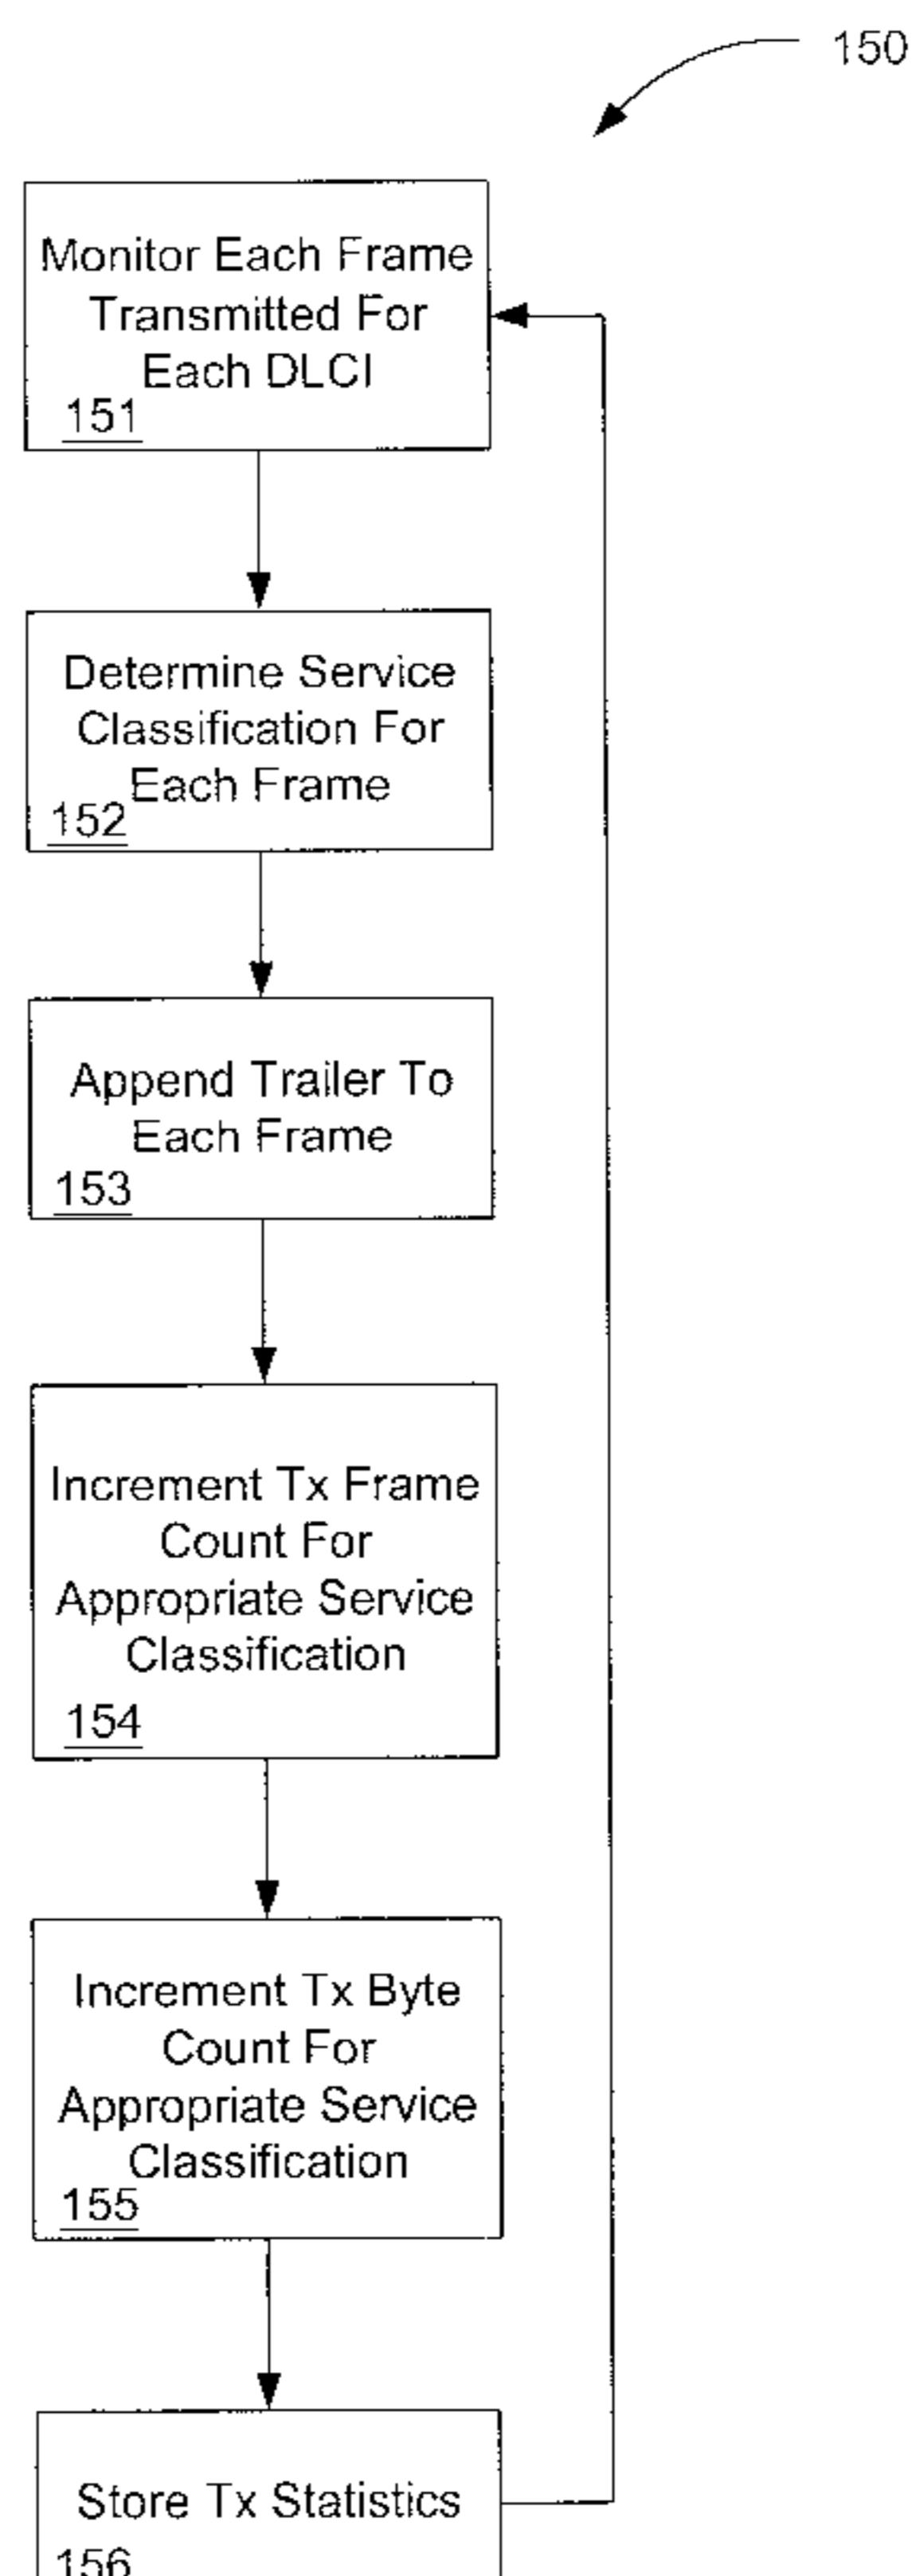 150
Monitor Each Frame
Transmitted For
Each DLCI
151
Determine Service
Classification For
Each Frame
152
Append Trailer To
Each Frame
153
Increment Tx Frame
Count For
Appropriate Service
Classification
154
Increment Tx Byte
Count For
Appropriate Service
Classification
155
Store Tx Statistics
156